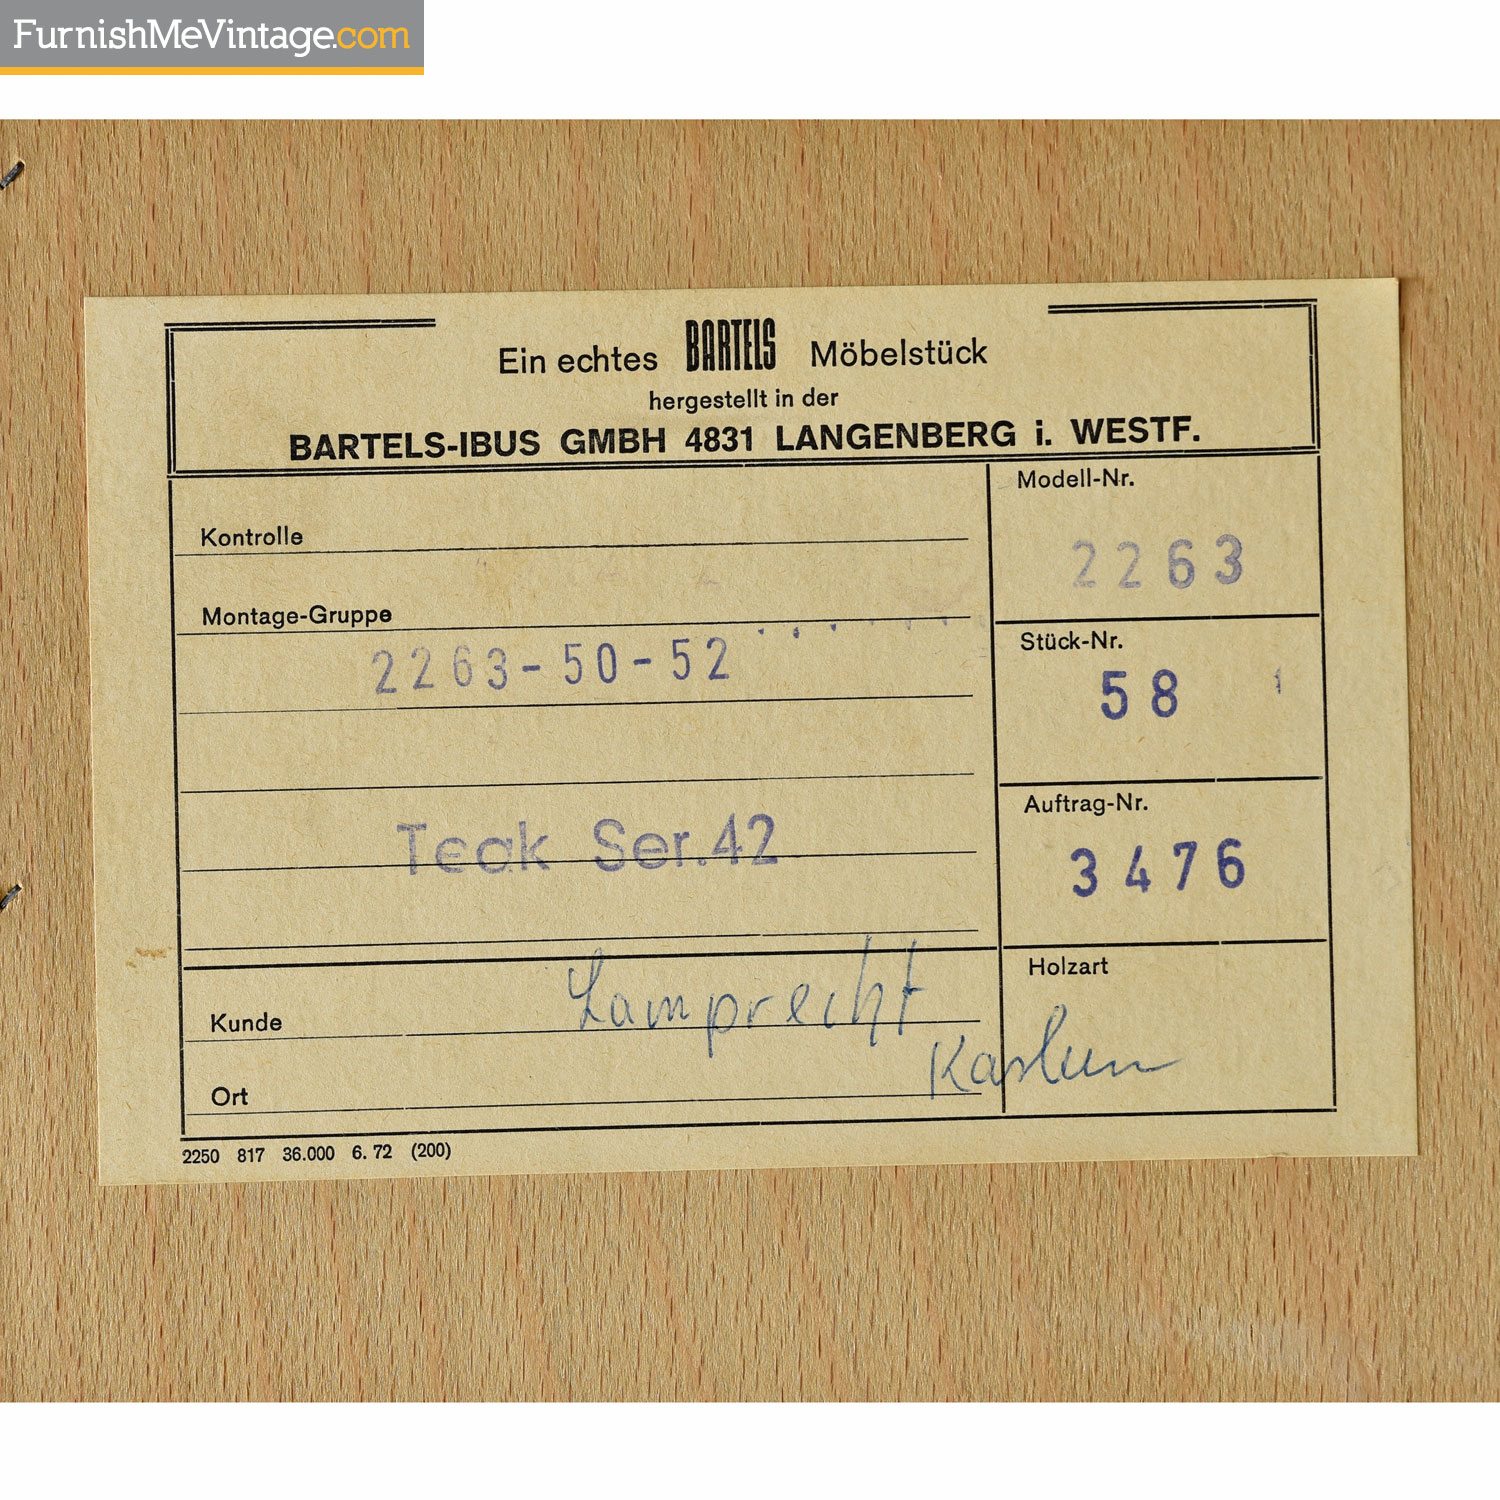 FurnishMeVintage.com
Ein echtes BARTELS Möbelstück
hergestellt in der
BARTELS-IBUS GMBH 4831 LANGENBERG i. WESTF.
Kontrolle
Montage-Gruppe
2263-50-52
Teak Ser.42
Kunde Lamprecht
Ort
Modell-Nr.
2263
Stück-Nr.
58
Auftrag-Nr.
3476
Holzart
2250 817 36.000 6.72 (200)